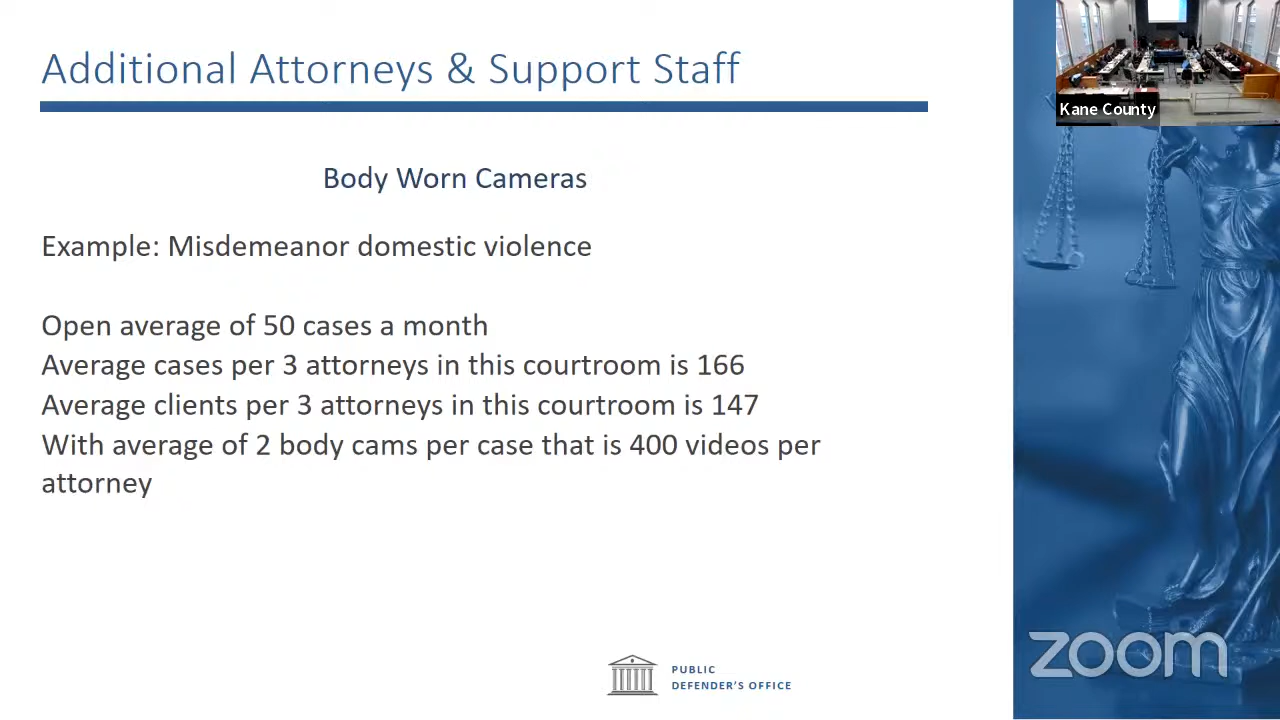 Additional Attorneys & Support Staff
Kane County
Body Worn Cameras
Example: Misdemeanor domestic violence
Open average of 50 cases a month
Average cases per 3 attorneys in this courtroom is 166
Average clients per 3 attorneys in this courtroom is 147
With average of 2 body cams per case that is 400 videos per
attorney
PUBLIC
DEFENDER'S OFFICE
zoom